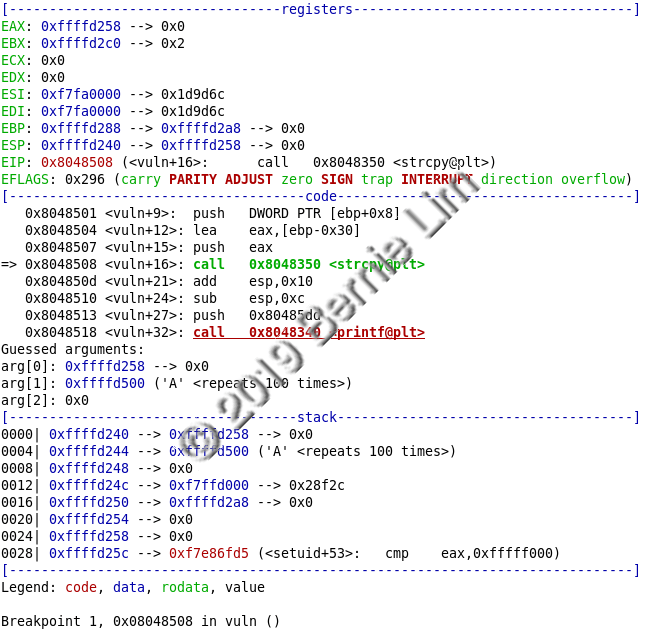 [-------------------------------registers--------------------------------]
EAX: 0xffffd258 --> 0x0
EBX: 0xffffd2c0 --> 0x2
ECX: 0x0
EDX: 0x0
ESI: 0xf7fa0000 --> 0x1d9d6c
EDI: 0xf7fa0000 --> 0x1d9d6c
EBP: 0xffffd288 --> 0xffffd2a8 --> 0x0
ESP: 0xffffd240 --> 0xffffd258 --> 0x0
EIP: 0x8048508 (<vuln+16>:      call   0x8048350 <strcpy@plt>)
EFLAGS: 0x296 (carry PARITY ADJUST zero SIGN trap INTERRUPT direction overflow)
[----------------------------------code----------------------------------]
   0x8048501 <vuln+9>:  push   DWORD PTR [ebp+0x8]
   0x8048504 <vuln+12>: lea    eax,[ebp-0x30]
   0x8048507 <vuln+15>: push   eax
=> 0x8048508 <vuln+16>: call   0x8048350 <strcpy@plt>
   0x804850d <vuln+21>: add    esp,0x10
   0x8048510 <vuln+24>: sub    esp,0xc
   0x8048513 <vuln+27>: push   0x80485dd
   0x8048518 <vuln+32>: call   0x8048340 <printf@plt>
Guessed arguments:
arg[0]: 0xffffd258 --> 0x0
arg[1]: 0xffffd500 ('A' <repeats 100 times>)
arg[2]: 0x0
[---------------------------------stack----------------------------------]
0000| 0xffffd240 --> 0xffffd258 --> 0x0
0004| 0xffffd244 --> 0xffffd500 ('A' <repeats 100 times>)
0008| 0xffffd248 --> 0x0
0012| 0xffffd24c --> 0xf7ffd000 --> 0x28f2c
0016| 0xffffd250 --> 0xffffd2a8 --> 0x0
0020| 0xffffd254 --> 0x0
0024| 0xffffd258 --> 0x0
0028| 0xffffd25c --> 0xf7e86fd5 (<setuid+53>:   cmp    eax,0xfffff000)
[------------------------------------------------------------------------]
Legend: code, data, rodata, value
Breakpoint 1, 0x08048508 in vuln ()
© 2019 Bernie Lim